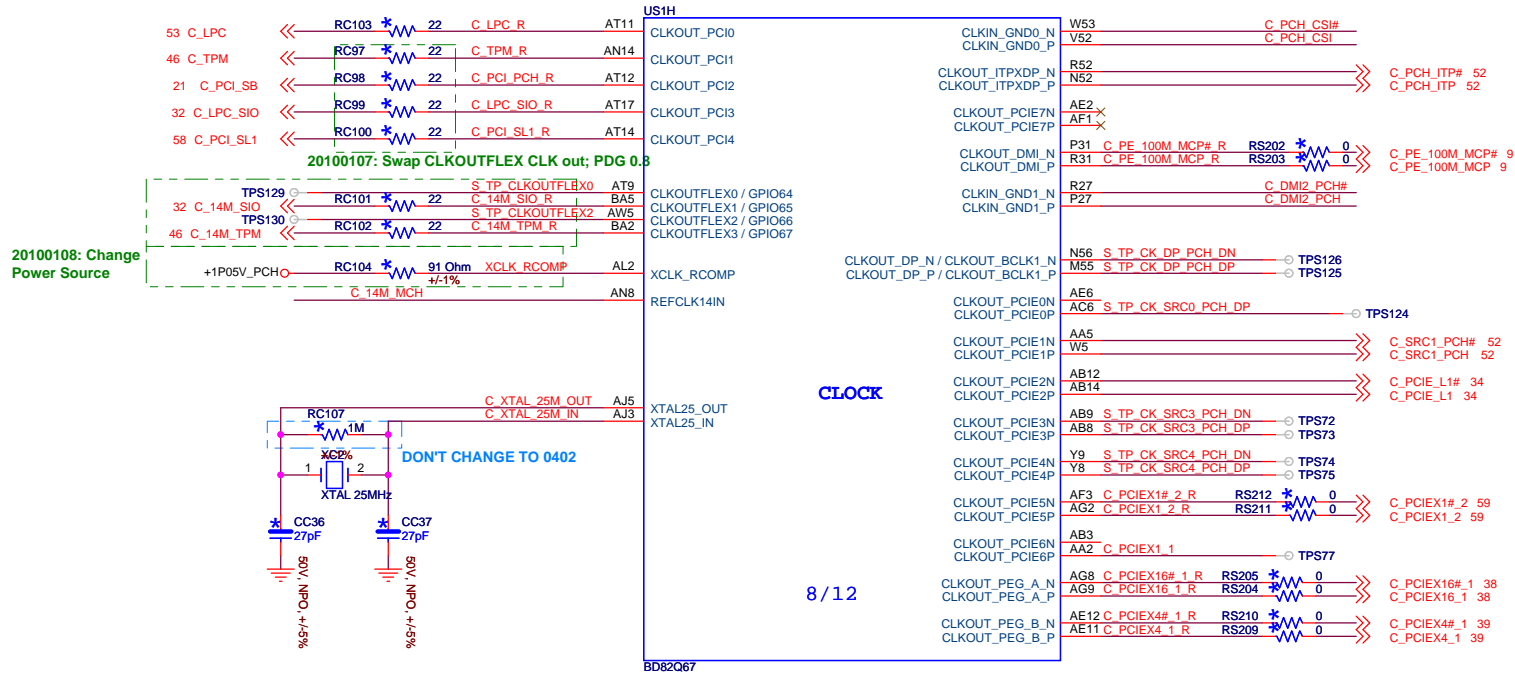 US1H
53 C_LPC RC103 * 22 C_LPC_R AT11 CLKOUT_PCI0
46 C_TPM RC97 * 22 C_TPM_R AN14 CLKOUT_PCI1
21 C_PCI_SB RC98 * 22 C_PCI_PCH_R AT12 CLKOUT_PCI2
32 C_LPC_SIO RC99 * 22 C_LPC_SIO_R AT17 CLKOUT_PCI3
58 C_PCI_SL1 RC100 * 22 C_PCI_SL1_R AT14 CLKOUT_PCI4
20100107: Swap CLKOUTFLEX CLK out; PDG 0.8
TPS129 S_TP_CLKOUTFLEX0 AT9 CLKOUTFLEX0 / GPIO64
32 C_14M_SIO RC101 * 22 C_14M_SIO_R BA5 CLKOUTFLEX1 / GPIO65
TPS130 S_TP_CLKOUTFLEX2 AW5 CLKOUTFLEX2 / GPIO66
46 C_14M_TPM RC102 * 22 C_14M_TPM_R BA2 CLKOUTFLEX3 / GPIO67
20100108: Change
Power Source
+1P05V_PCH RC104 * 91 Ohm XCLK_RCOMP AL2 XCLK_RCOMP
+/-1%
C_14M_MCH AN8 REFCLK14IN
C_XTAL_25M_OUT AJ5 XTAL25_OUT
C_XTAL_25M_IN AJ3 XTAL25_IN
RC107
* 1M
DON'T CHANGE TO 0402
XC2
1 2
XTAL 25MHz
* CC36
27pF
50V, NPO, +/-5%
* CC37
27pF
50V, NPO, +/-5%
CLOCK
8/12
BD82Q67
CLKIN_GND0_N W53 C_PCH_CSI#
CLKIN_GND0_P V52 C_PCH_CSI
CLKOUT_ITPXDP_N R52 C_PCH_ITP# 52
CLKOUT_ITPXDP_P N52 C_PCH_ITP 52
CLKOUT_PCIE7N AE2
CLKOUT_PCIE7P AF1
CLKOUT_DMI_N P31 C_PE_100M_MCP#_R RS202 * 0 C_PE_100M_MCP# 9
CLKOUT_DMI_P R31 C_PE_100M_MCP_R RS203 * 0 C_PE_100M_MCP 9
CLKIN_GND1_N R27 C_DMI2_PCH#
CLKIN_GND1_P P27 C_DMI2_PCH
CLKOUT_DP_N / CLKOUT_BCLK1_N N56 S_TP_CK_DP_PCH_DN TPS126
CLKOUT_DP_P / CLKOUT_BCLK1_P M55 S_TP_CK_DP_PCH_DP TPS125
CLKOUT_PCIE0N AE6
CLKOUT_PCIE0P AC6 S_TP_CK_SRC0_PCH_DP TPS124
CLKOUT_PCIE1N AA5 C_SRC1_PCH# 52
CLKOUT_PCIE1P W5 C_SRC1_PCH 52
CLKOUT_PCIE2N AB12 C_PCIE_L1# 34
CLKOUT_PCIE2P AB14 C_PCIE_L1 34
CLKOUT_PCIE3N AB9 S_TP_CK_SRC3_PCH_DN TPS72
CLKOUT_PCIE3P AB8 S_TP_CK_SRC3_PCH_DP TPS73
CLKOUT_PCIE4N Y9 S_TP_CK_SRC4_PCH_DN TPS74
CLKOUT_PCIE4P Y8 S_TP_CK_SRC4_PCH_DP TPS75
CLKOUT_PCIE5N AF3 C_PCIEX1#_2_R RS212 * 0 C_PCIEX1#_2 59
CLKOUT_PCIE5P AG2 C_PCIEX1_2_R RS211 * 0 C_PCIEX1_2 59
CLKOUT_PCIE6N AB3
CLKOUT_PCIE6P AA2 C_PCIEX1_1 TPS77
CLKOUT_PEG_A_N AG8 C_PCIEX16#_1_R RS205 * 0 C_PCIEX16#_1 38
CLKOUT_PEG_A_P AG9 C_PCIEX16_1_R RS204 * 0 C_PCIEX16_1 38
CLKOUT_PEG_B_N AE12 C_PCIEX4#_1_R RS210 * 0 C_PCIEX4#_1 39
CLKOUT_PEG_B_P AE11 C_PCIEX4_1_R RS209 * 0 C_PCIEX4_1 39